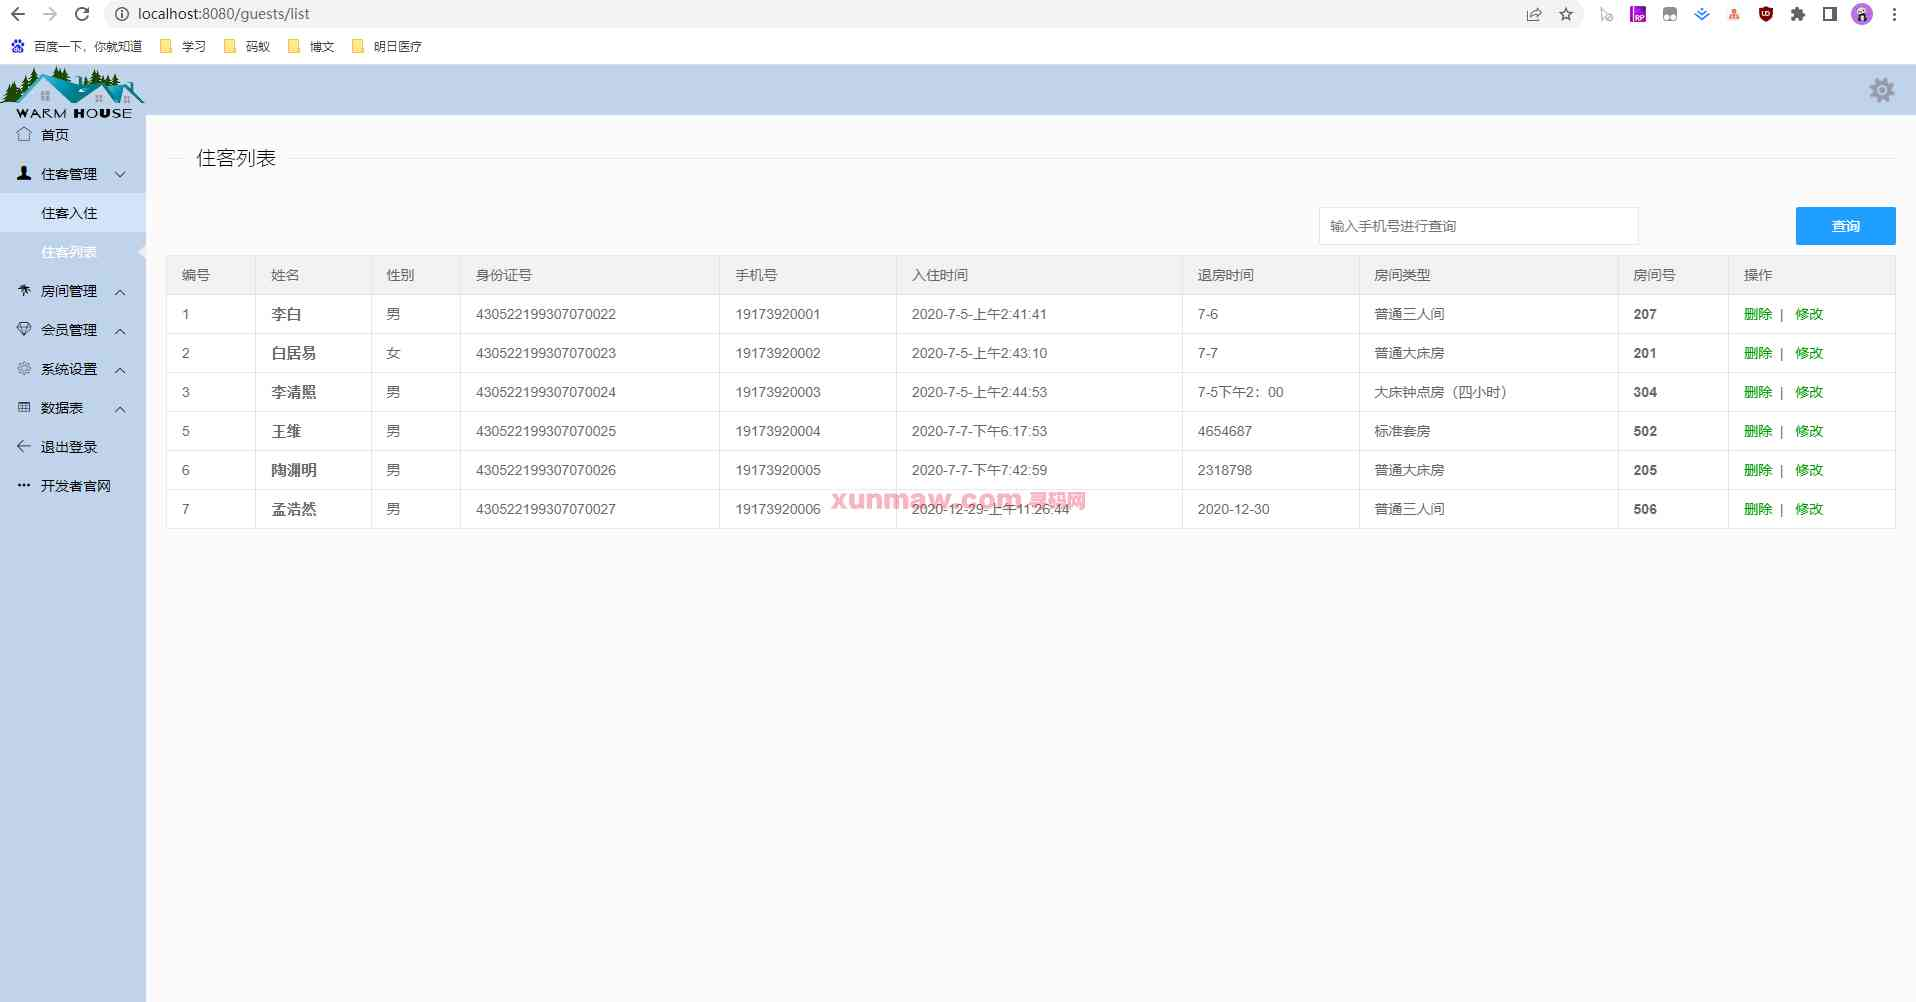 localhost:8080/guests/list
百度一下，你就知道 学习 码蚁 博文 明日医疗
WARM HOUSE
首页
住客管理
住客入住
住客列表
房间管理
会员管理
系统设置
数据表
退出登录
开发者官网
住客列表
输入手机号进行查询 查询
编号 姓名 性别 身份证号 手机号 入住时间 退房时间 房间类型 房间号 操作
1 李白 男 430522199307070022 19173920001 2020-7-5-上午2:41:41 7-6 普通三人间 207 删除 | 修改
2 白居易 女 430522199307070023 19173920002 2020-7-5-上午2:43:10 7-7 普通大床房 201 删除 | 修改
3 李清照 男 430522199307070024 19173920003 2020-7-5-上午2:44:53 7-5下午2：00 大床钟点房（四小时） 304 删除 | 修改
5 王维 男 430522199307070025 19173920004 2020-7-7-下午6:17:53 4654687 标准套房 502 删除 | 修改
6 陶渊明 男 430522199307070026 19173920005 2020-7-7-下午7:42:59 2318798 普通大床房 205 删除 | 修改
7 孟浩然 男 430522199307070027 19173920006 2020-12-29-上午11:26:44 2020-12-30 普通三人间 506 删除 | 修改
xunmaw.com 寻码网